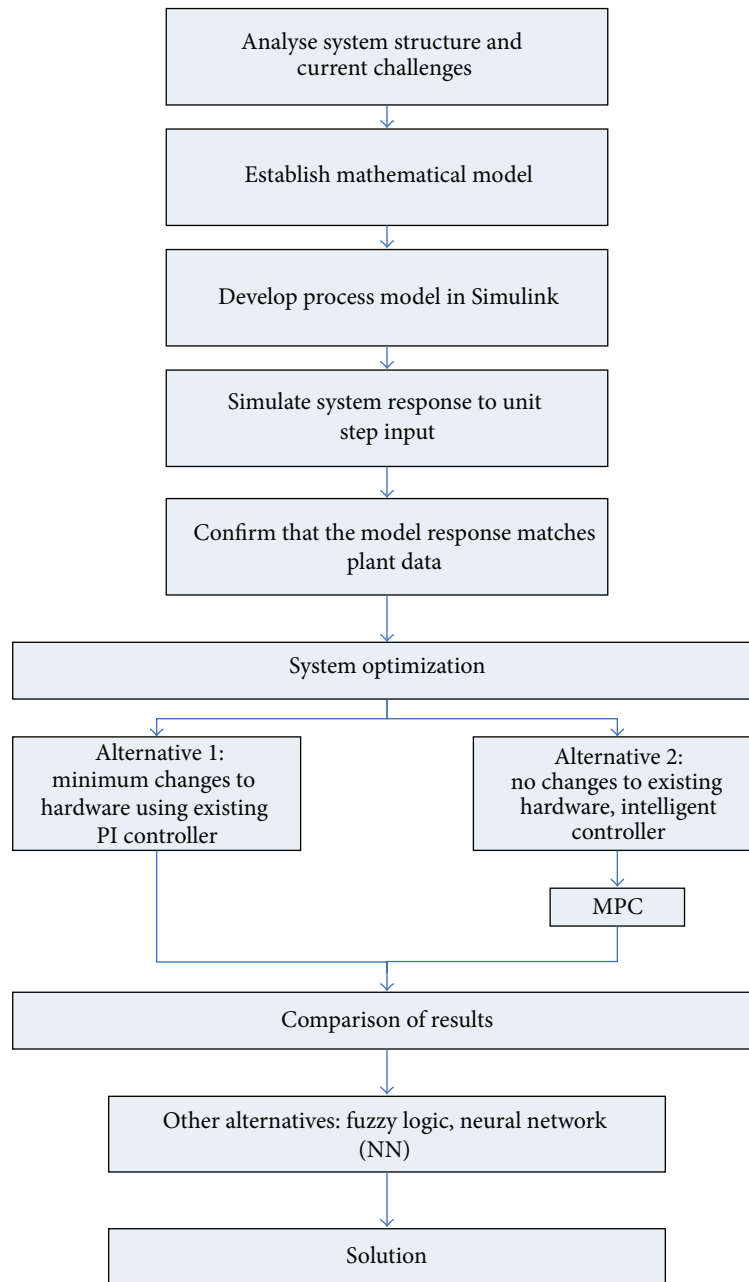 Analyse system structure and
current challenges
Establish mathematical model
Develop process model in Simulink
Simulate system response to unit
step input
Confirm that the model response matches
plant data
System optimization
Alternative 1:
minimum changes to
hardware using existing
PI controller
Alternative 2:
no changes to existing
hardware, intelligent
controller
MPC
Comparison of results
Other alternatives: fuzzy logic, neural network
(NN)
Solution